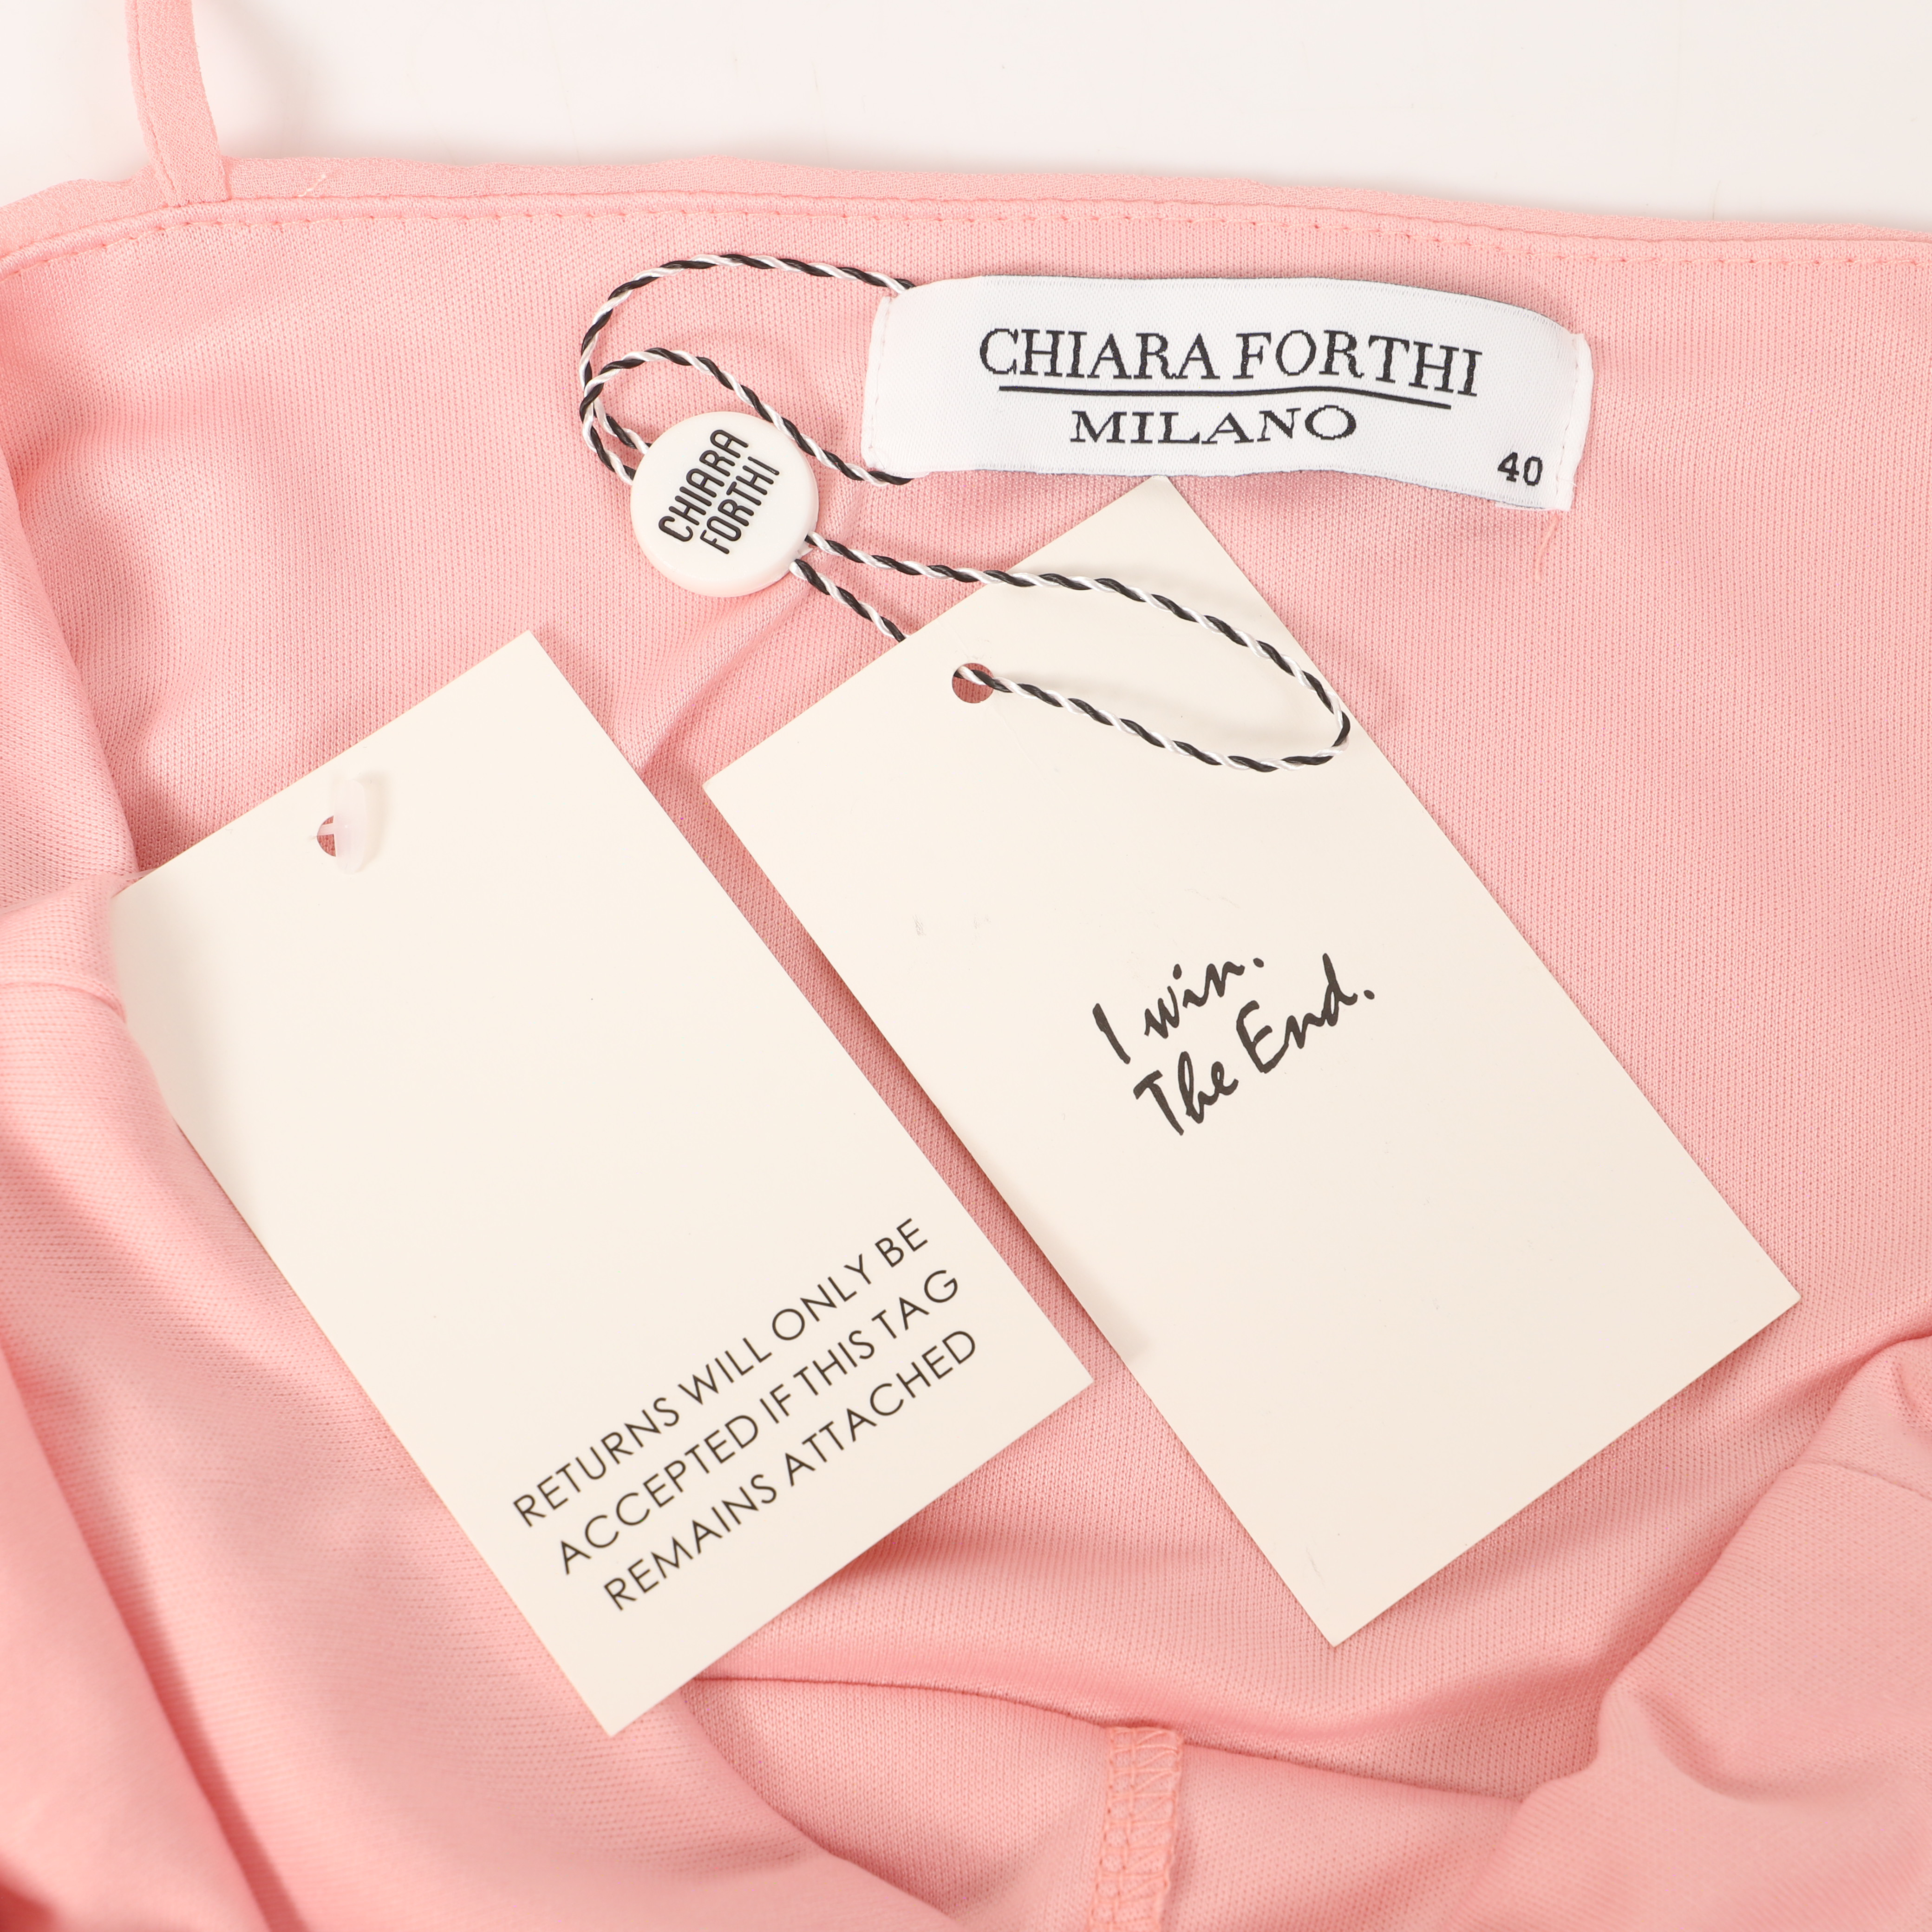 CHIARA FORTHI
MILANO
40
CHIARA
FORTHI
I win.
The End.
RETURNS WILL ONLY BE
ACCEPTED IF THIS TAG
REMAINS ATTACHED